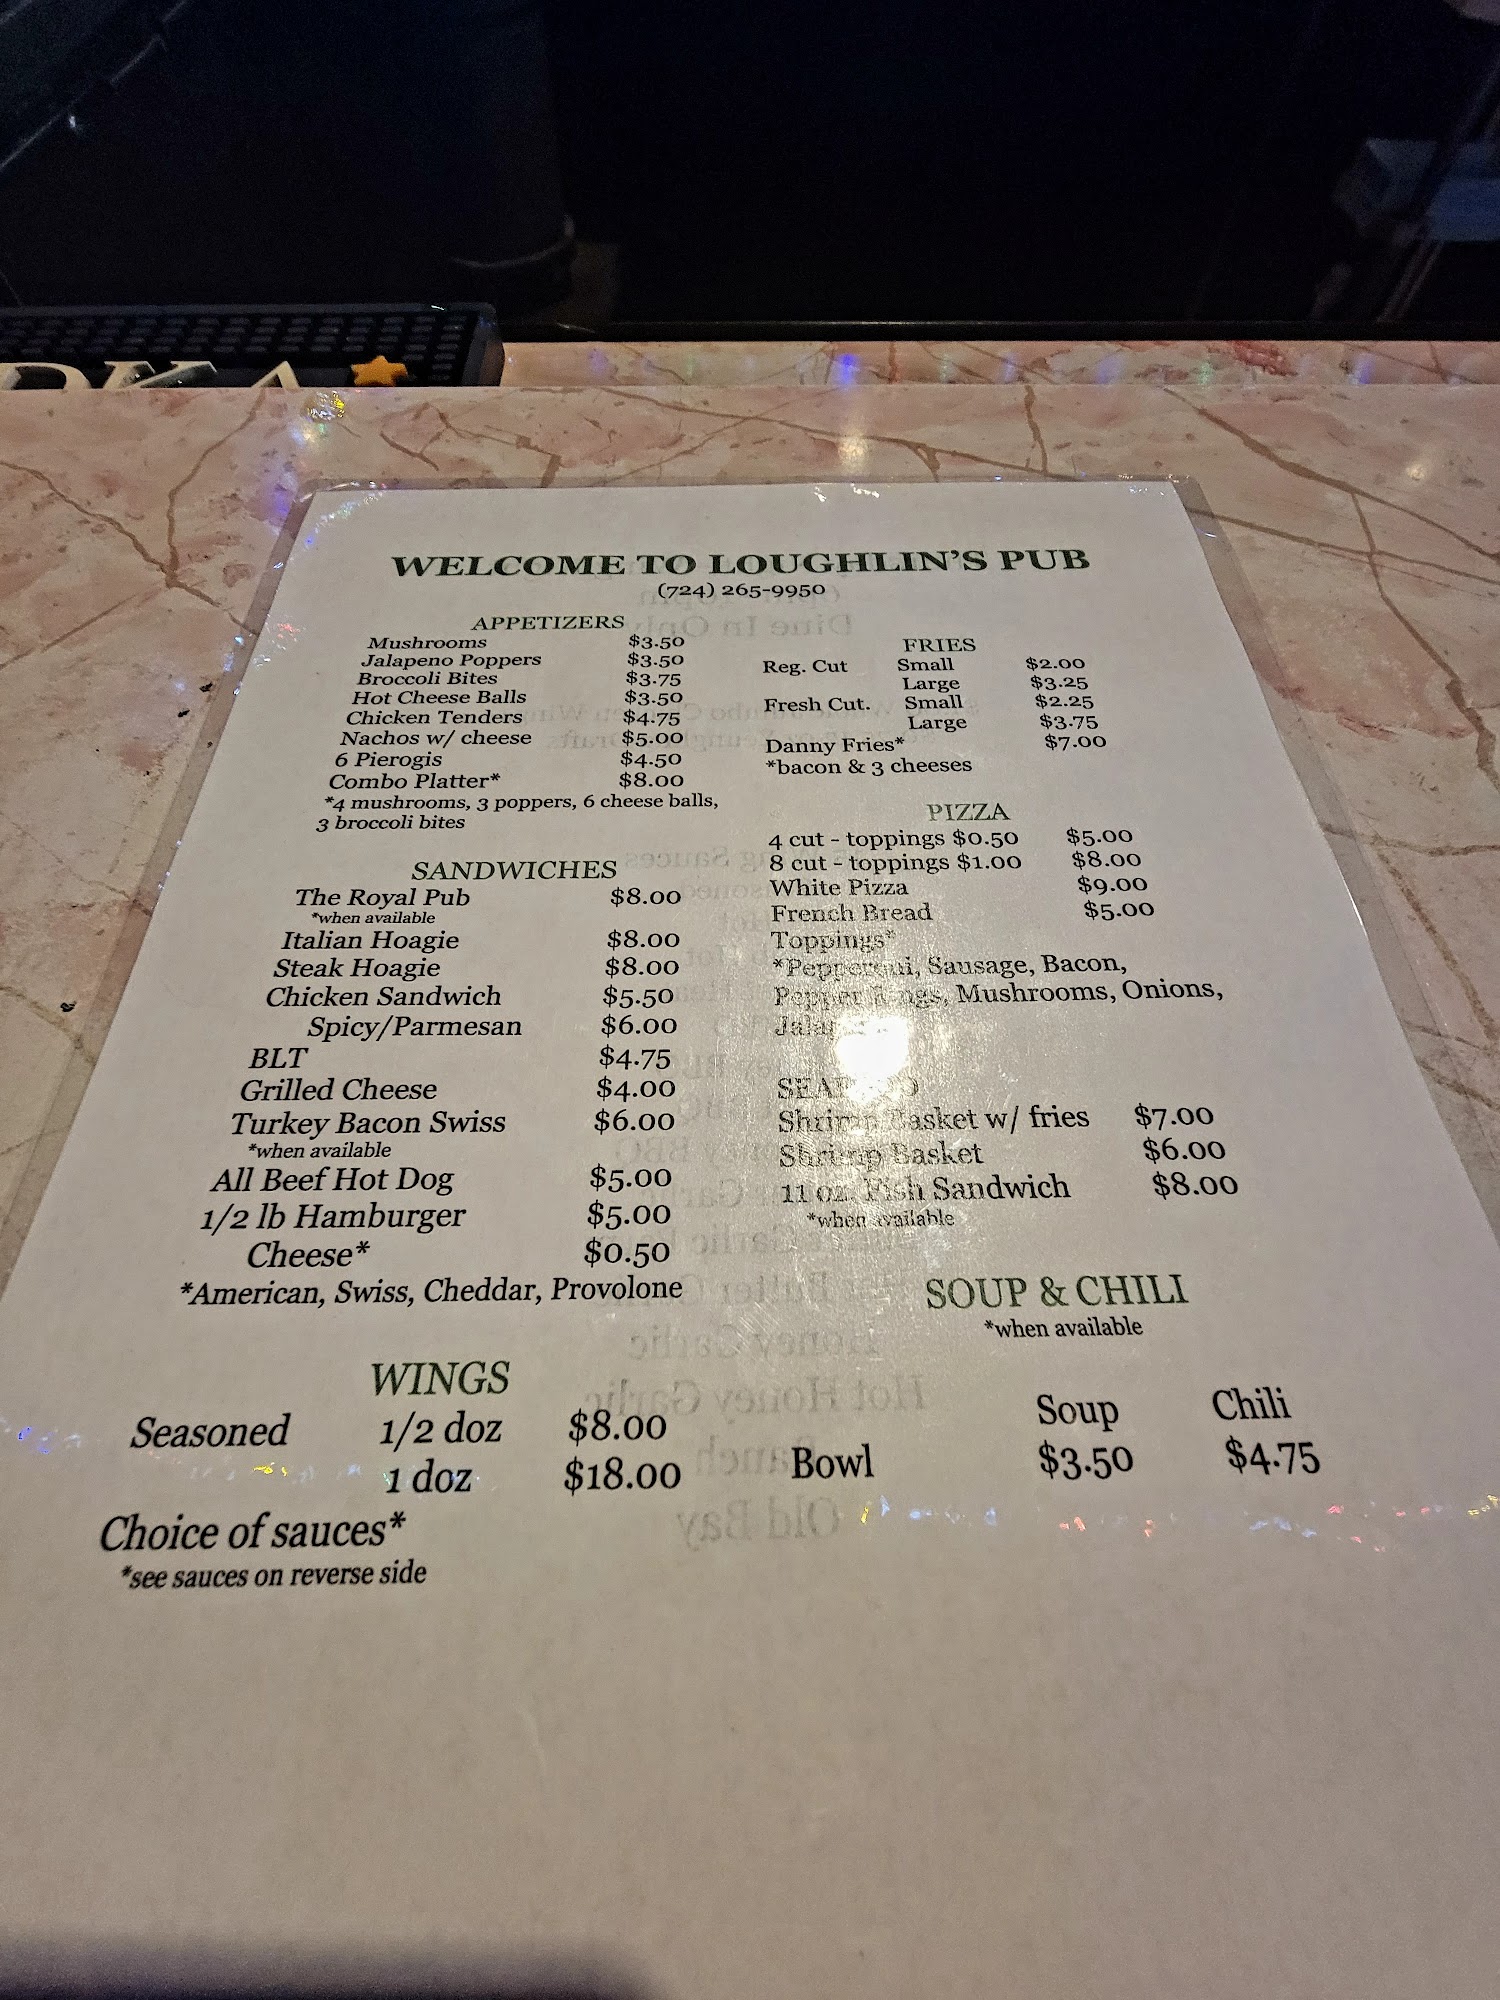 WELCOME TO LOUGHLIN'S PUB
(724) 265-9950
APPETIZERS
Mushrooms $3.50
Jalapeno Poppers $3.50
Broccoli Bites $3.75
Hot Cheese Balls $3.50
Chicken Tenders $4.75
Nachos w/ cheese $5.00
6 Pierogis $4.50
Combo Platter* $8.00
*4 mushrooms, 3 poppers, 6 cheese balls,
3 broccoli bites
SANDWICHES
The Royal Pub $8.00
*when available
Italian Hoagie $8.00
Steak Hoagie $8.00
Chicken Sandwich $5.50
Spicy/Parmesan $6.00
BLT $4.75
Grilled Cheese $4.00
Turkey Bacon Swiss $6.00
*when available
All Beef Hot Dog $5.00
1/2 lb Hamburger $5.00
Cheese* $0.50
*American, Swiss, Cheddar, Provolone
WINGS
Seasoned 1/2 doz $8.00
1 doz $18.00
Choice of sauces*
*see sauces on reverse side
FRIES
Reg. Cut Small $2.00
Large $3.25
Fresh Cut. Small $2.25
Large $3.75
Danny Fries* $7.00
*bacon & 3 cheeses
PIZZA
4 cut - toppings $0.50 $5.00
8 cut - toppings $1.00 $8.00
White Pizza $9.00
French Bread $5.00
Toppings*
*Pepperoni, Sausage, Bacon,
Pepper Rings, Mushrooms, Onions,
SEAFOOD
Shrimp Basket w/ fries $7.00
Shrimp Basket $6.00
11 oz. Fish Sandwich $8.00
*when available
SOUP & CHILI
*when available
Soup Chili
Bowl $3.50 $4.75